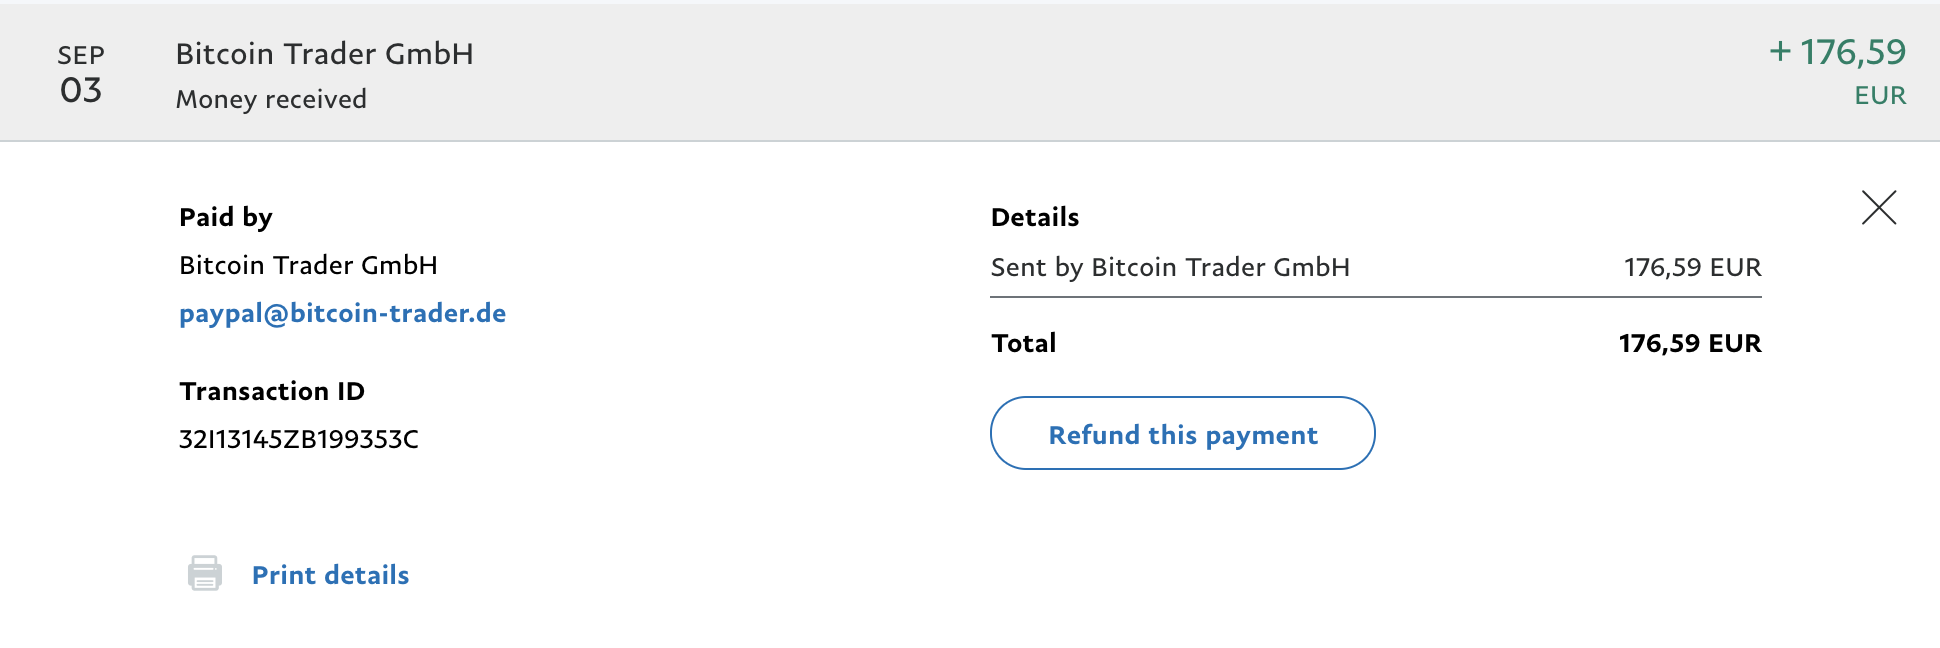 SEP
03
Bitcoin Trader GmbH
Money received
+ 176,59
EUR
Paid by
Bitcoin Trader GmbH
paypal@bitcoin-trader.de
Transaction ID
32I13145ZB199353C
Print details
Details
Sent by Bitcoin Trader GmbH 176,59 EUR
Total 176,59 EUR
Refund this payment